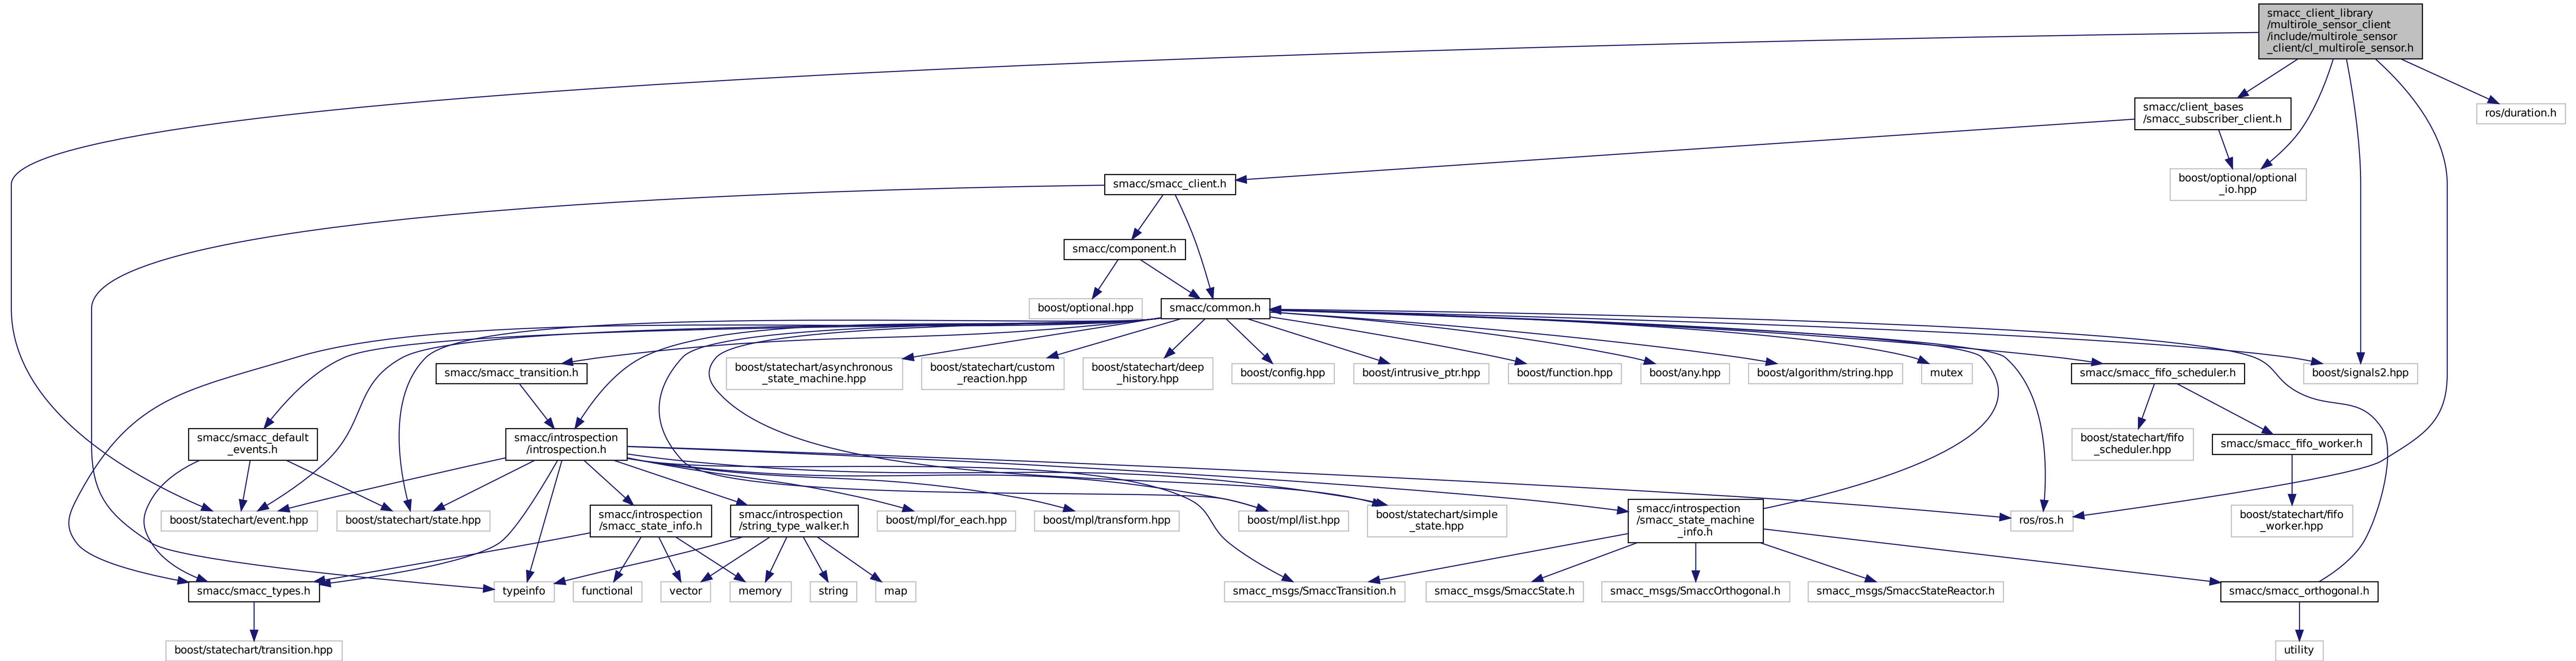 smacc_client_library
/multirole_sensor_client
/include/multirole_sensor
_client/cl_multirole_sensor.h
smacc/client_bases
/smacc_subscriber_client.h
ros/duration.h
smacc/smacc_client.h
boost/optional/optional
_io.hpp
smacc/component.h
boost/optional.hpp
smacc/common.h
smacc/smacc_transition.h
boost/statechart/asynchronous
_state_machine.hpp
boost/statechart/custom
_reaction.hpp
boost/statechart/deep
_history.hpp
boost/config.hpp
boost/intrusive_ptr.hpp
boost/function.hpp
boost/any.hpp
boost/algorithm/string.hpp
mutex
smacc/smacc_fifo_scheduler.h
boost/signals2.hpp
smacc/smacc_default
_events.h
smacc/introspection
/introspection.h
boost/statechart/fifo
_scheduler.hpp
smacc/smacc_fifo_worker.h
boost/statechart/event.hpp
boost/statechart/state.hpp
smacc/introspection
/smacc_state_info.h
smacc/introspection
/string_type_walker.h
boost/mpl/for_each.hpp
boost/mpl/transform.hpp
boost/mpl/list.hpp
boost/statechart/simple
_state.hpp
smacc/introspection
/smacc_state_machine
_info.h
ros/ros.h
boost/statechart/fifo
_worker.hpp
smacc/smacc_types.h
typeinfo
functional
vector
memory
string
map
smacc_msgs/SmaccTransition.h
smacc_msgs/SmaccState.h
smacc_msgs/SmaccOrthogonal.h
smacc_msgs/SmaccStateReactor.h
smacc/smacc_orthogonal.h
boost/statechart/transition.hpp
utility